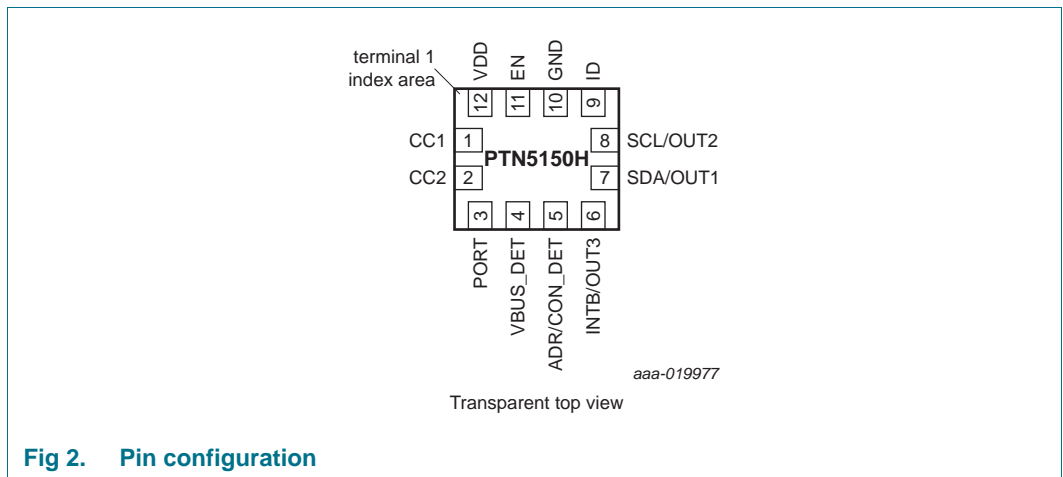 terminal 1
index area
VDD
EN
GND
ID
12
11
10
9
CC1
1
8
SCL/OUT2
PTN5150H
CC2
2
7
SDA/OUT1
3
4
5
6
PORT
VBUS_DET
ADR/CON_DET
INTB/OUT3
aaa-019977
Transparent top view
Fig 2. Pin configuration